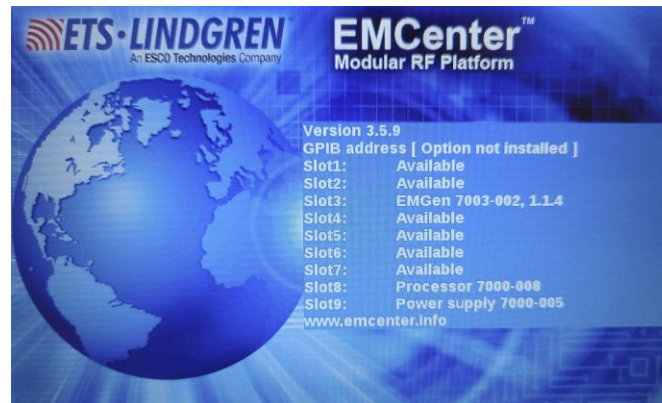 ETS·LINDGREN
An ESCO Technologies Company
EMCenter™
Modular RF Platform
Version 3.5.9
GPIB address [ Option not installed ]
Slot1: Available
Slot2: Available
Slot3: EMGen 7003-002, 1.1.4
Slot4: Available
Slot5: Available
Slot6: Available
Slot7: Available
Slot8: Processor 7000-008
Slot9: Power supply 7000-005
www.emcenter.info